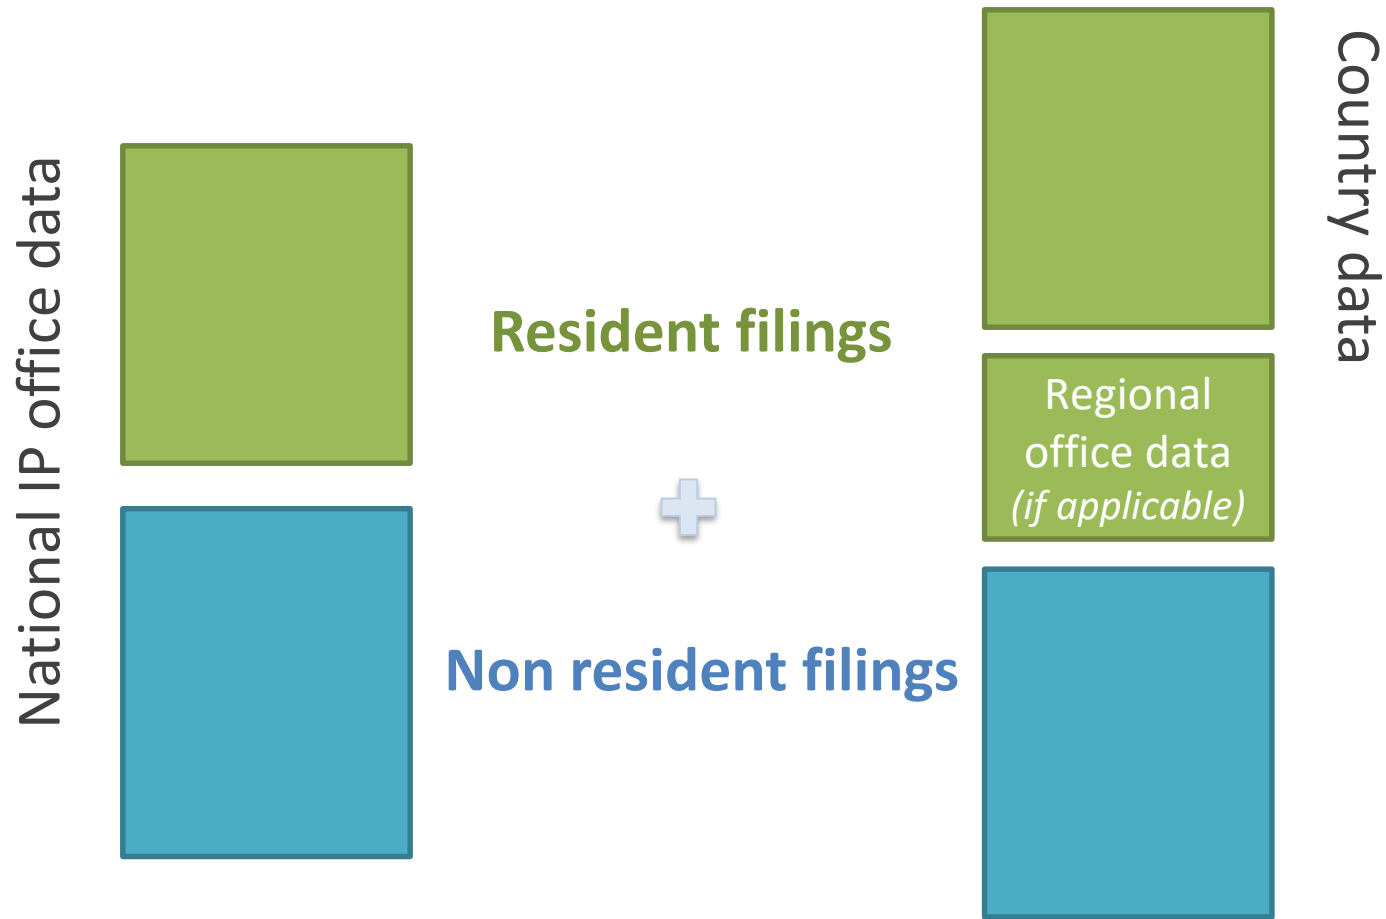 National IP office data
Resident filings
Non resident filings
Regional
office data
(if applicable)
Country data